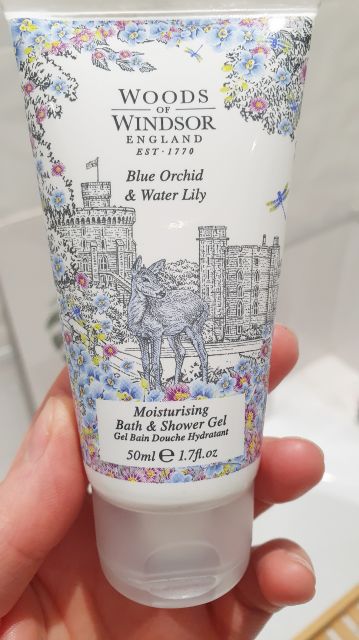 WOODS
OF
WINDSOR
ENGLAND
EST·1770
Blue Orchid
& Water Lily
Moisturising
Bath & Shower Gel
Gel Bain Douche Hydratant
50ml ℮ 1.7fl.oz